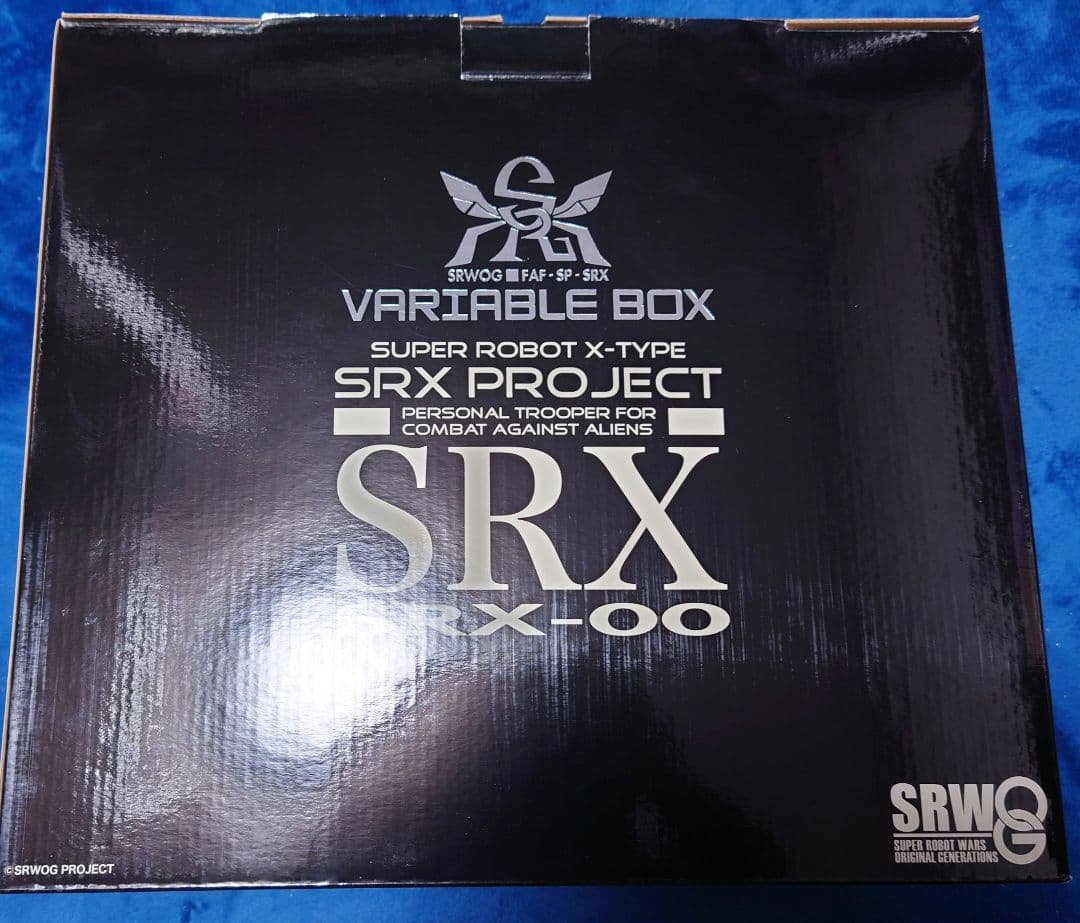 SRX
SRWOG■FAF-SP-SRX
VARIABLE BOX
SUPER ROBOT X-TYPE
SRX PROJECT
PERSONAL TROOPER FOR
COMBAT AGAINST ALIENS
SRX
RX-00
SRWOG
SUPER ROBOT WARS
ORIGINAL GENERATIONS
©SRWOG PROJECT